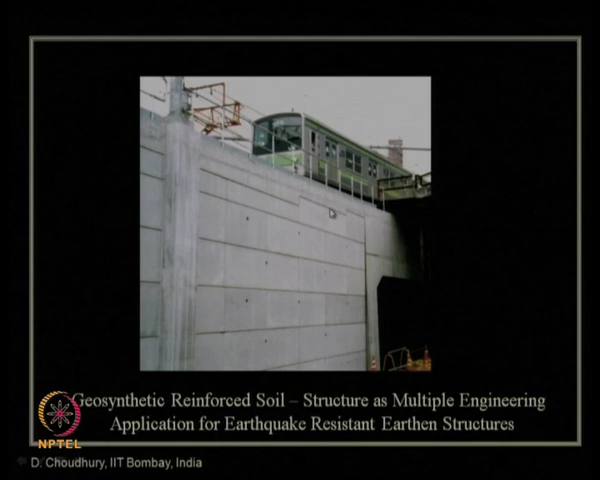 Geosynthetic Reinforced Soil – Structure as Multiple Engineering
Application for Earthquake Resistant Earthen Structures
NPTEL
D. Choudhury, IIT Bombay, India